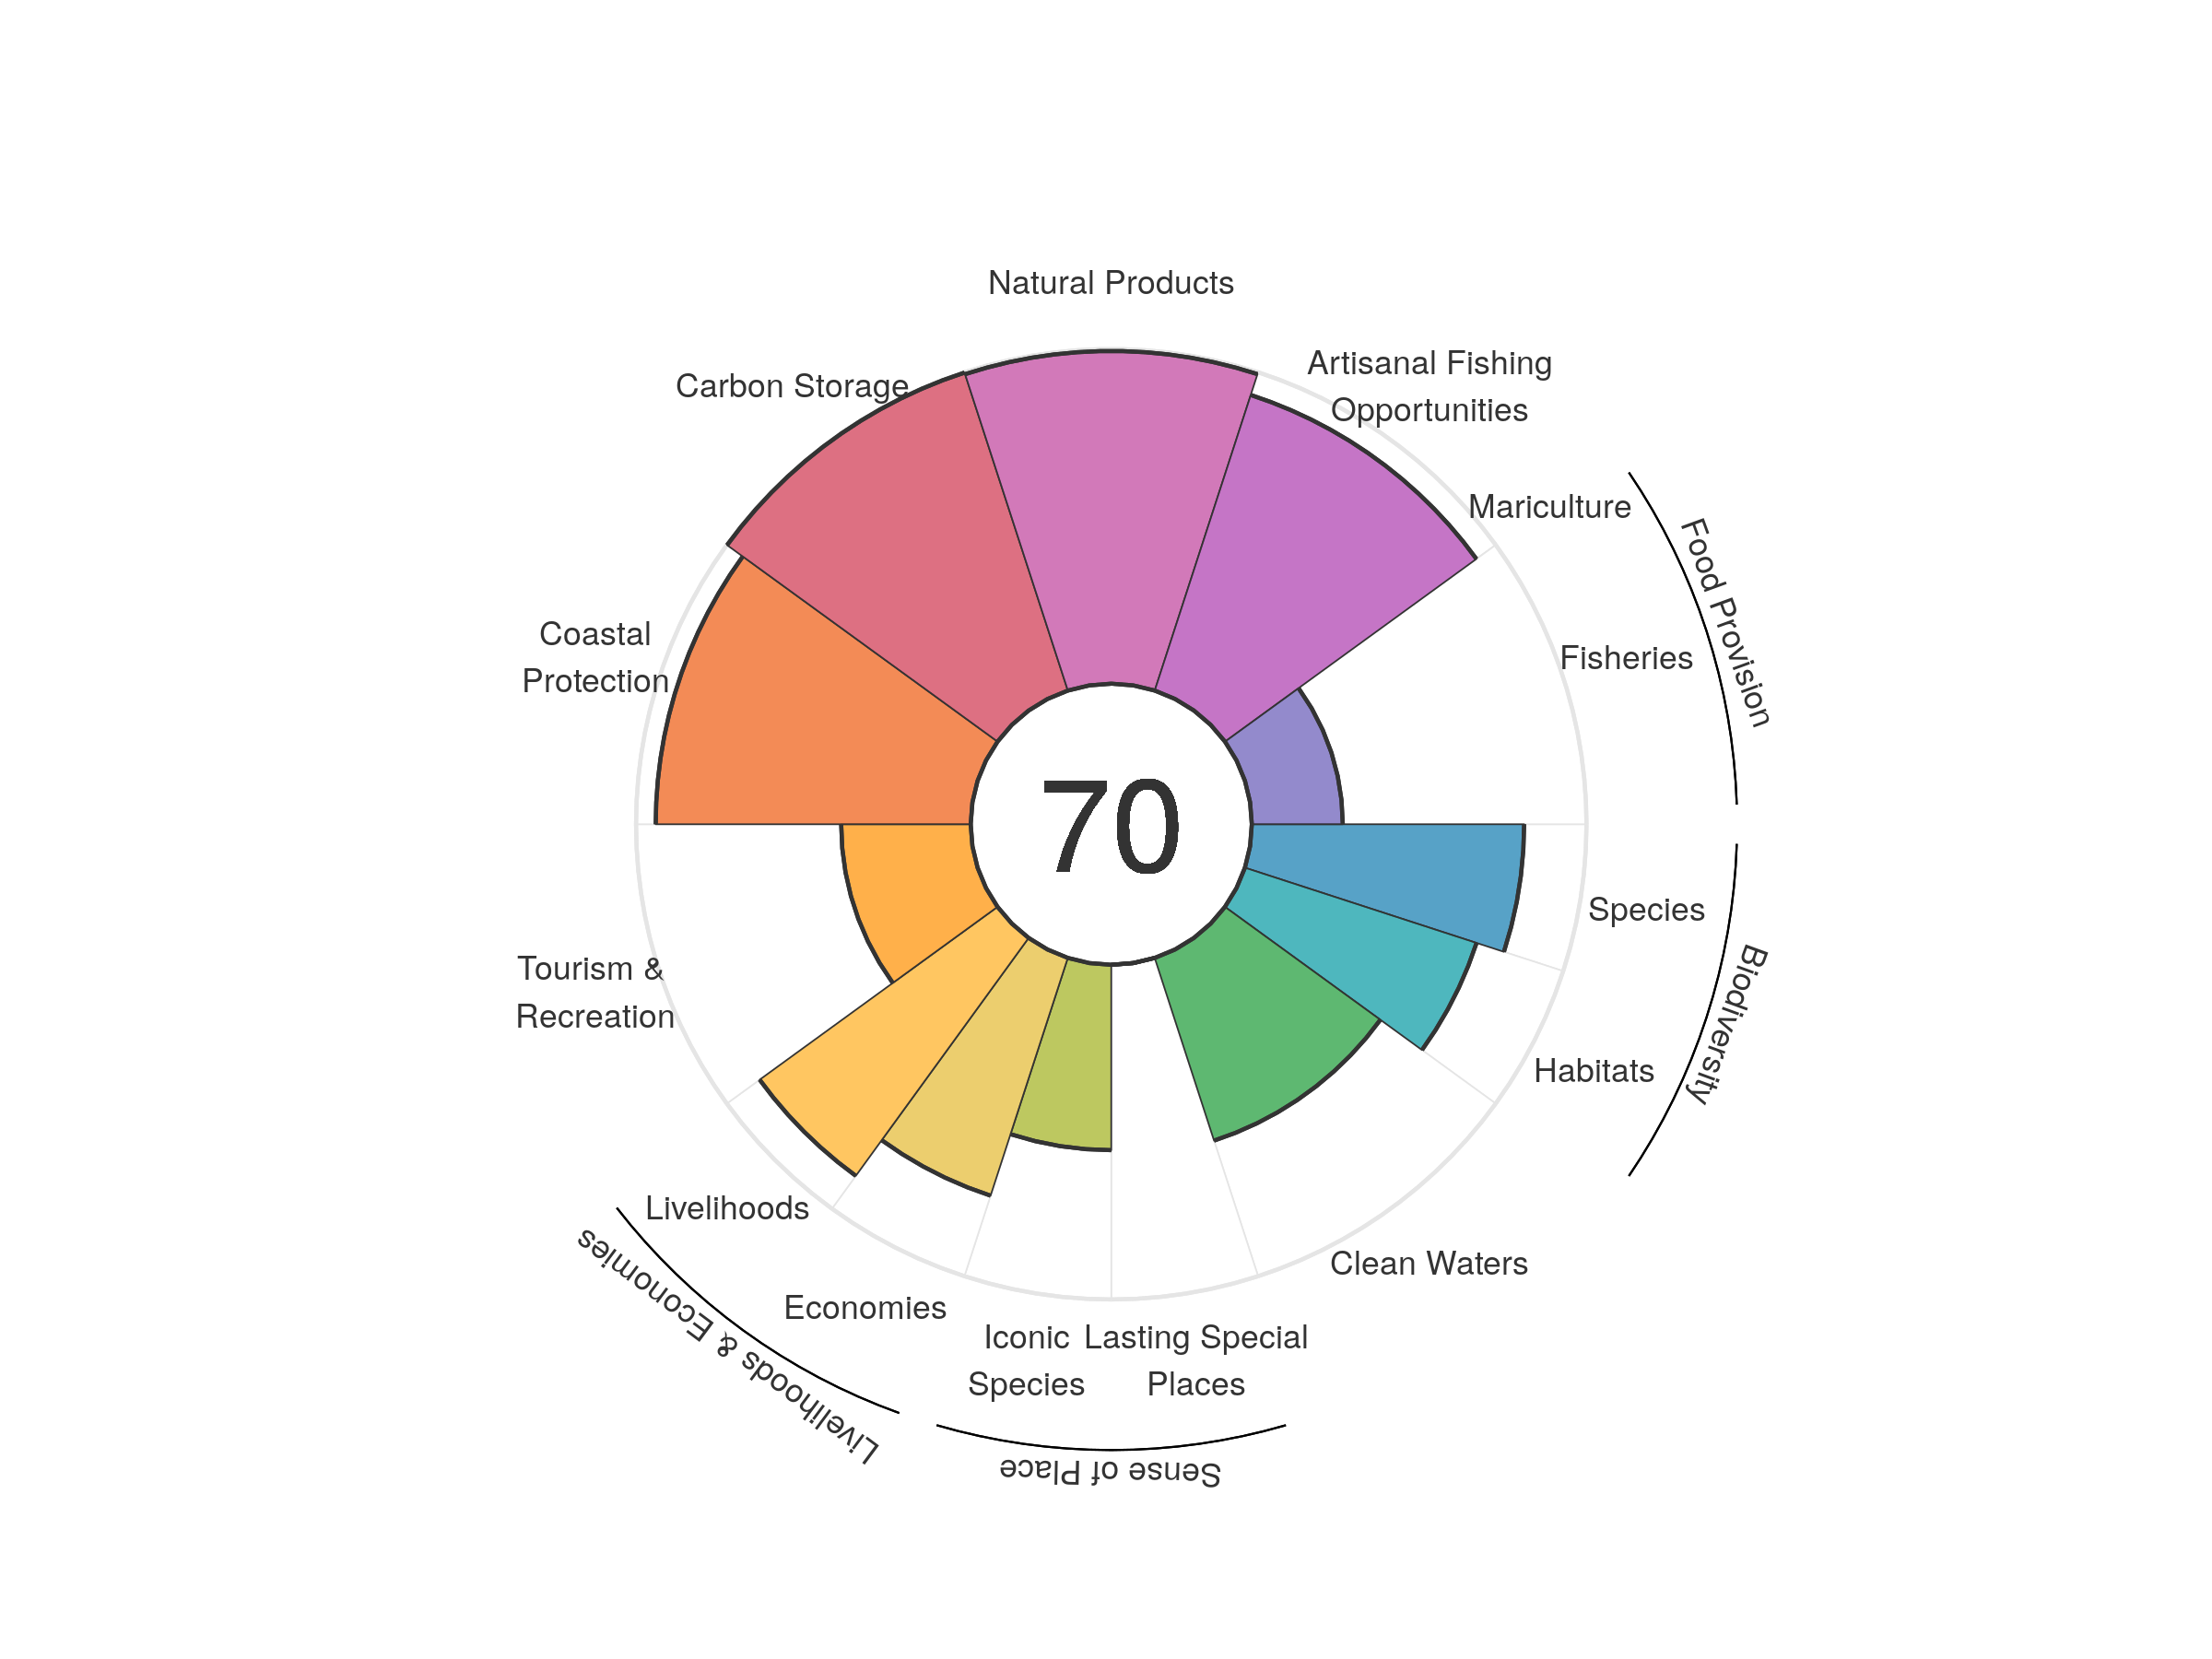 Natural Products
Artisanal Fishing
Opportunities
Carbon Storage
Mariculture
Food Provision
Fisheries
Coastal
Protection
70
Species
Biodiversity
Tourism &
Recreation
Habitats
Livelihoods
Livelihoods & Economies
Clean Waters
Economies
Iconic
Species
Lasting Special
Places
Sense of Place